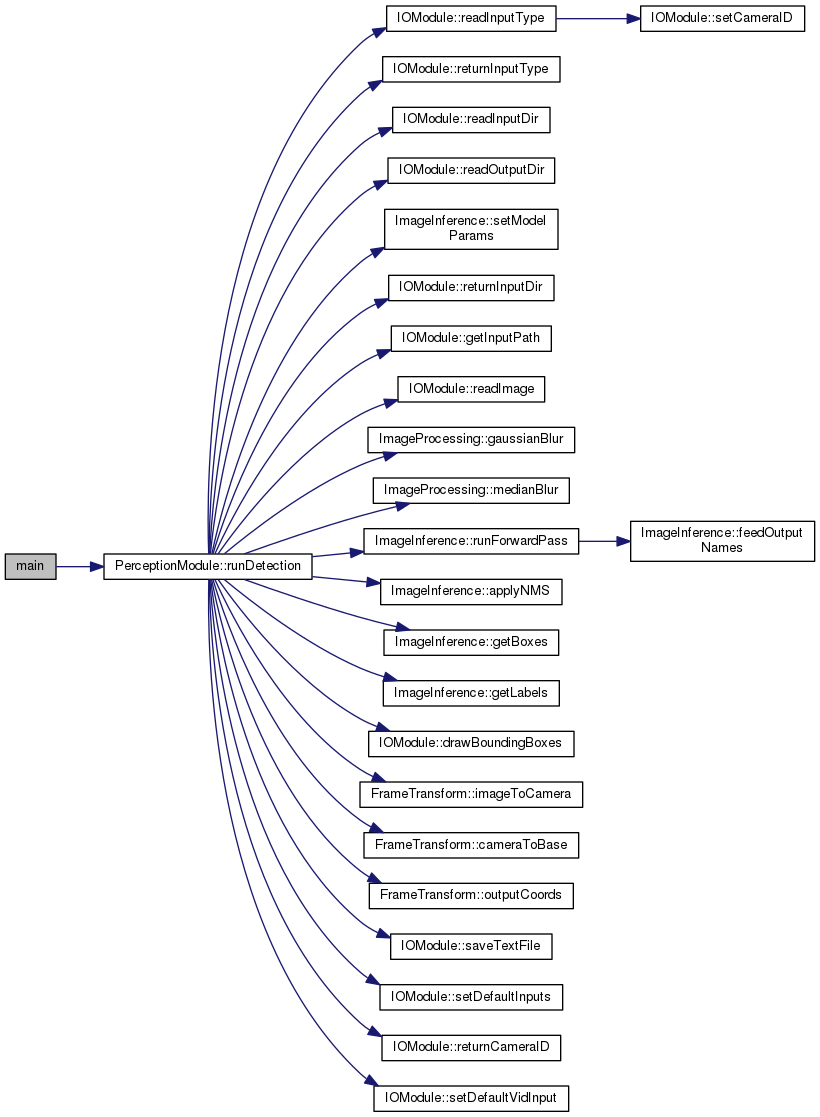 IOModule::readInputType
IOModule::setCameraID
IOModule::returnInputType
IOModule::readInputDir
IOModule::readOutputDir
ImageInference::setModel
Params
IOModule::returnInputDir
IOModule::getInputPath
IOModule::readImage
ImageProcessing::gaussianBlur
ImageProcessing::medianBlur
ImageInference::runForwardPass
ImageInference::feedOutput
Names
main
PerceptionModule::runDetection
ImageInference::applyNMS
ImageInference::getBoxes
ImageInference::getLabels
IOModule::drawBoundingBoxes
FrameTransform::imageToCamera
FrameTransform::cameraToBase
FrameTransform::outputCoords
IOModule::saveTextFile
IOModule::setDefaultInputs
IOModule::returnCameraID
IOModule::setDefaultVidInput